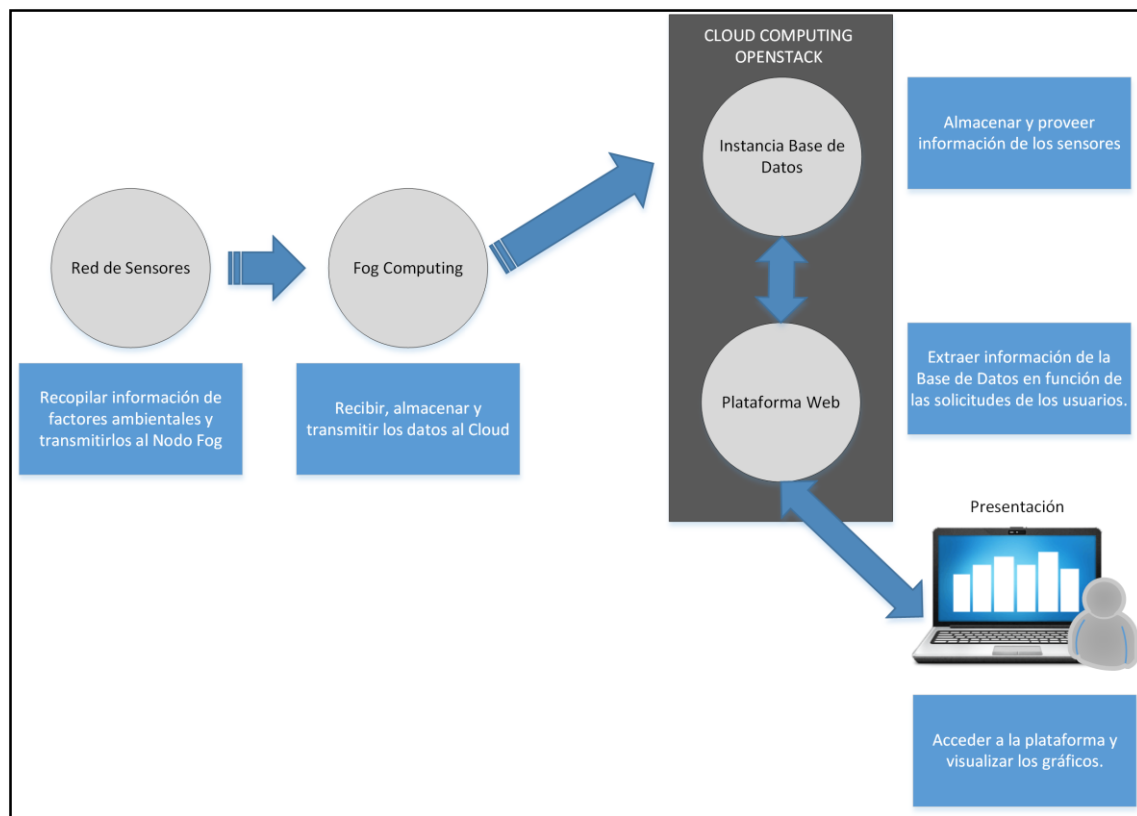 CLOUD COMPUTING
OPENSTACK
Instancia Base de
Datos
Almacenar y proveer
información de los sensores
Red de Sensores
Fog Computing
Recopilar información de
factores ambientales y
transmitirlos al Nodo Fog
Recibir, almacenar y
transmitir los datos al Cloud
Plataforma Web
Extraer información de la
Base de Datos en función de
las solicitudes de los usuarios.
Presentación
Acceder a la plataforma y
visualizar los gráficos.